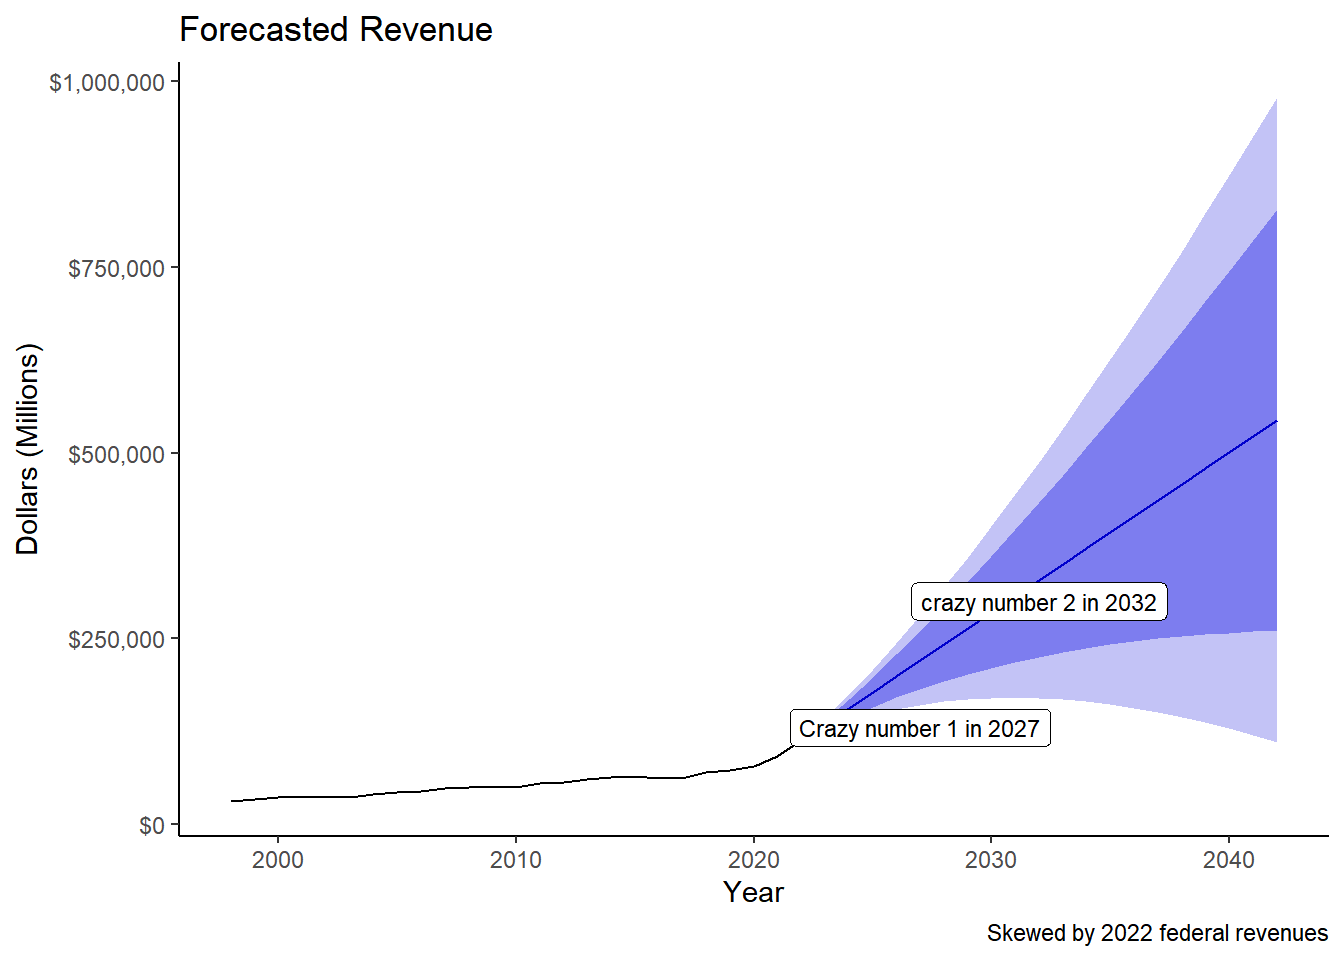 Forecasted Revenue
$1,000,000
$750,000
$500,000
$250,000
$0
Dollars (Millions)
crazy number 2 in 2032
Crazy number 1 in 2027
2000 2010 2020 2030 2040
Year
Skewed by 2022 federal revenues